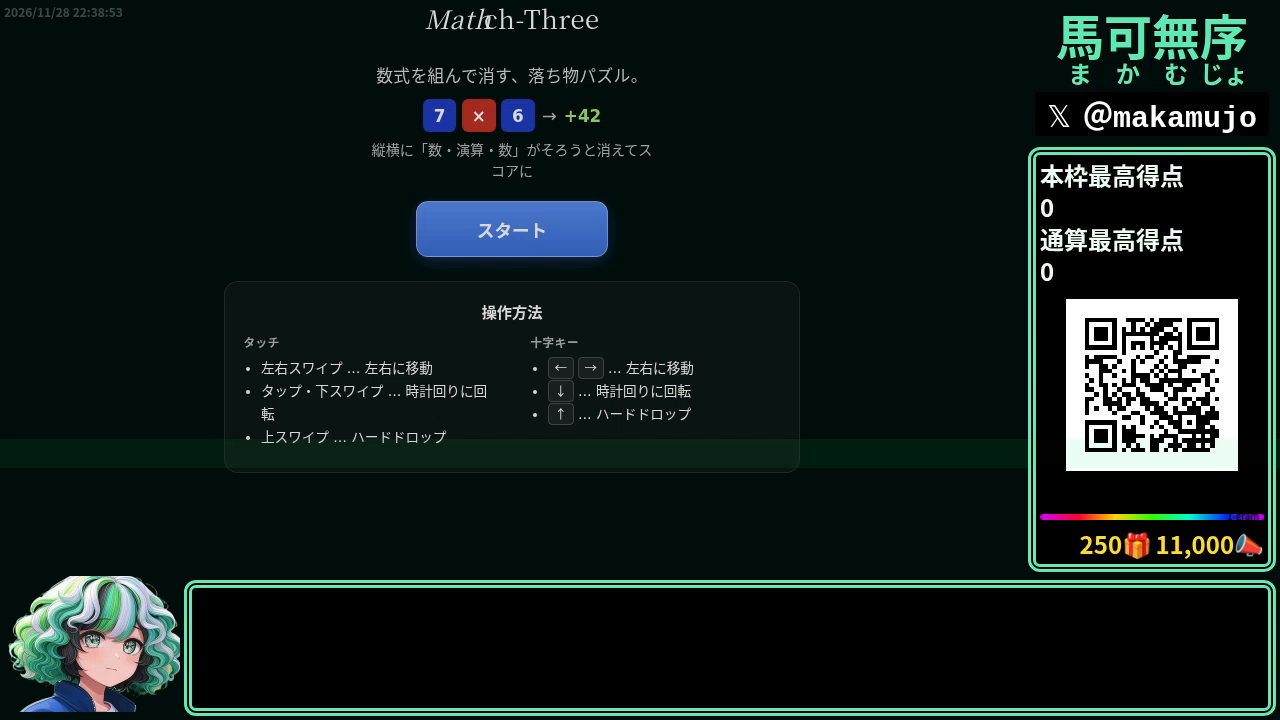 2026/11/28 22:38:53
Mathch-Three
数式を組んで消す、落ち物パズル。
7 × 6 → +42
縦横に「数・演算・数」がそろうと消えてス
コアに
スタート
操作方法
タッチ
• 左右スワイプ … 左右に移動
• タップ・下スワイプ … 時計回りに回
転
• 上スワイプ … ハードドロップ
十字キー
• ← → … 左右に移動
• ↓ … 時計回りに回転
• ↑ … ハードドロップ
馬可無序
ま か む じょ
𝕏 @makamujo
本枠最高得点
0
通算最高得点
0
250🎁 11,000📣